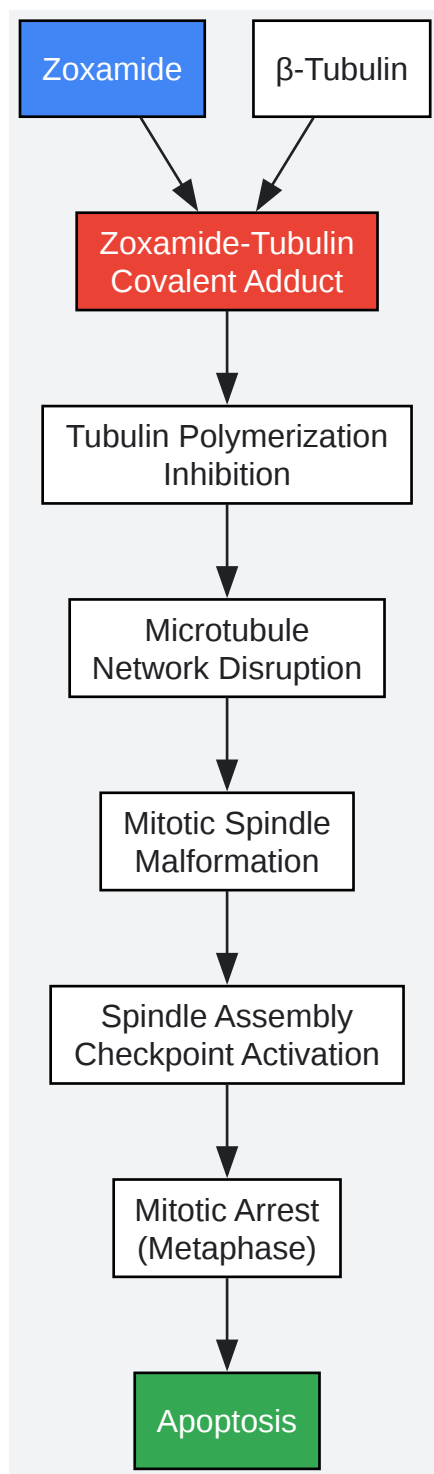 Zoxamide
β-Tubulin
Zoxamide-Tubulin
Covalent Adduct
Tubulin Polymerization
Inhibition
Microtubule
Network Disruption
Mitotic Spindle
Malformation
Spindle Assembly
Checkpoint Activation
Mitotic Arrest
(Metaphase)
Apoptosis